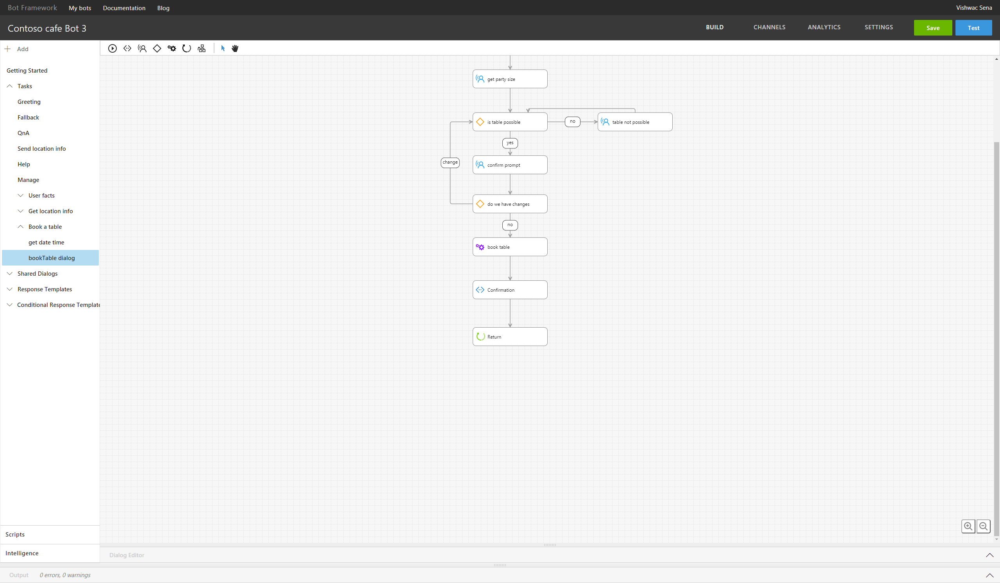 Bot Framework My bots Documentation Blog Vishwac Sena
Contoso cafe Bot 3 BUILD CHANNELS ANALYTICS SETTINGS Save Test
Add
Getting Started
Tasks
Greeting
Fallback
QnA
Send location info
Help
Manage
User facts
Get location info
Book a table
get date time
bookTable dialog
Shared Dialogs
Response Templates
Conditional Response Template
get party size
is table possible
no
table not possible
yes
change
confirm prompt
do we have changes
no
book table
Confirmation
Return
Scripts
Intelligence
Dialog Editor
Output 0 errors, 0 warnings